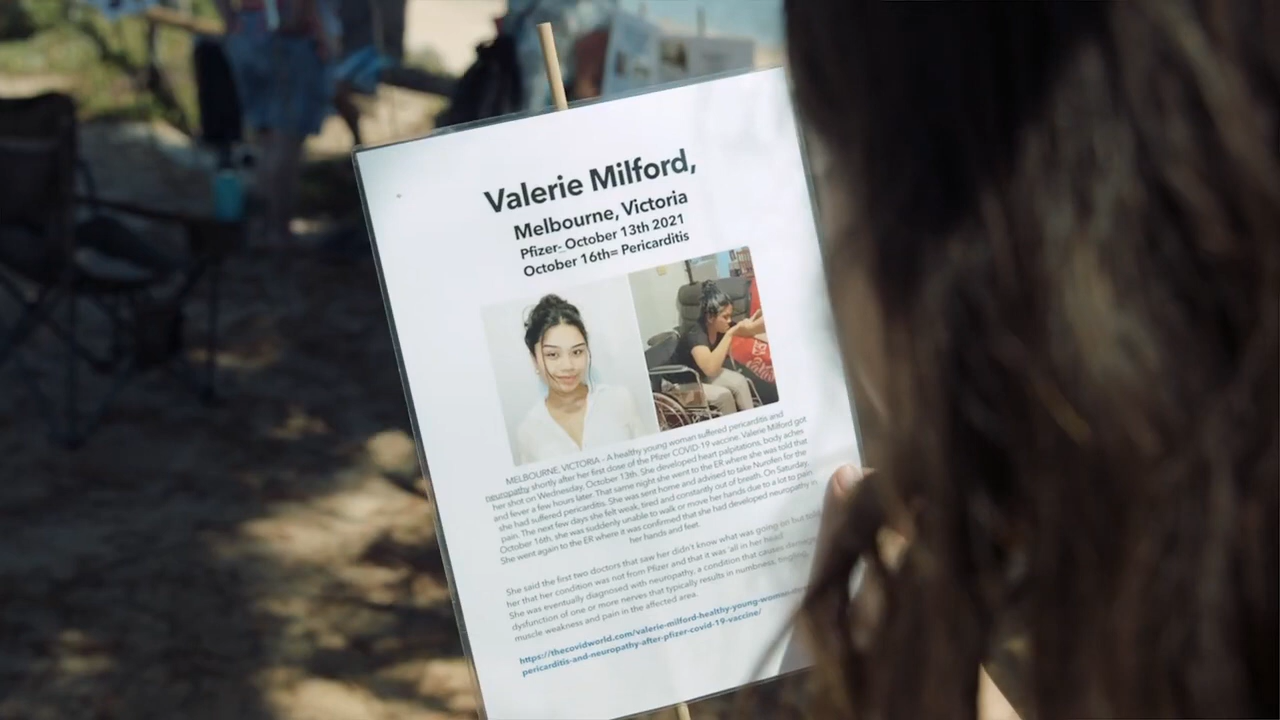 Valerie Milford,
Melbourne, Victoria
Pfizer- October 13th 2021
October 16th= Pericarditis
MELBOURNE, VICTORIA - A healthy young woman suffered pericarditis and
neuropathy shortly after her first dose of the Pfizer COVID-19 vaccine. Valerie Milford got
her shot on Wednesday, October 13th. She developed heart palpitations, body aches
and fever a few hours later. That same night she went to the ER where she was told that
she had suffered pericarditis. She was sent home and advised to take Nurofen for the
pain. The next few days she felt weak, tired and constantly out of breath. On Saturday,
October 16th, she was suddenly unable to walk or move her hands due to a lot to pain.
She went again to the ER where it was confirmed that she had developed neuropathy in
her hands and feet.
She said the first two doctors that saw her didn't know what was going on but told
her that her condition was not from Pfizer and that it was 'all in her head'.
She was eventually diagnosed with neuropathy, a condition that causes damage,
dysfunction of one or more nerves that typically results in numbness, tingling,
muscle weakness and pain in the affected area.
https://thecovidworld.com/valerie-milford-healthy-young-woman-
pericarditis-and-neuropathy-after-pfizer-covid-19-vaccine/